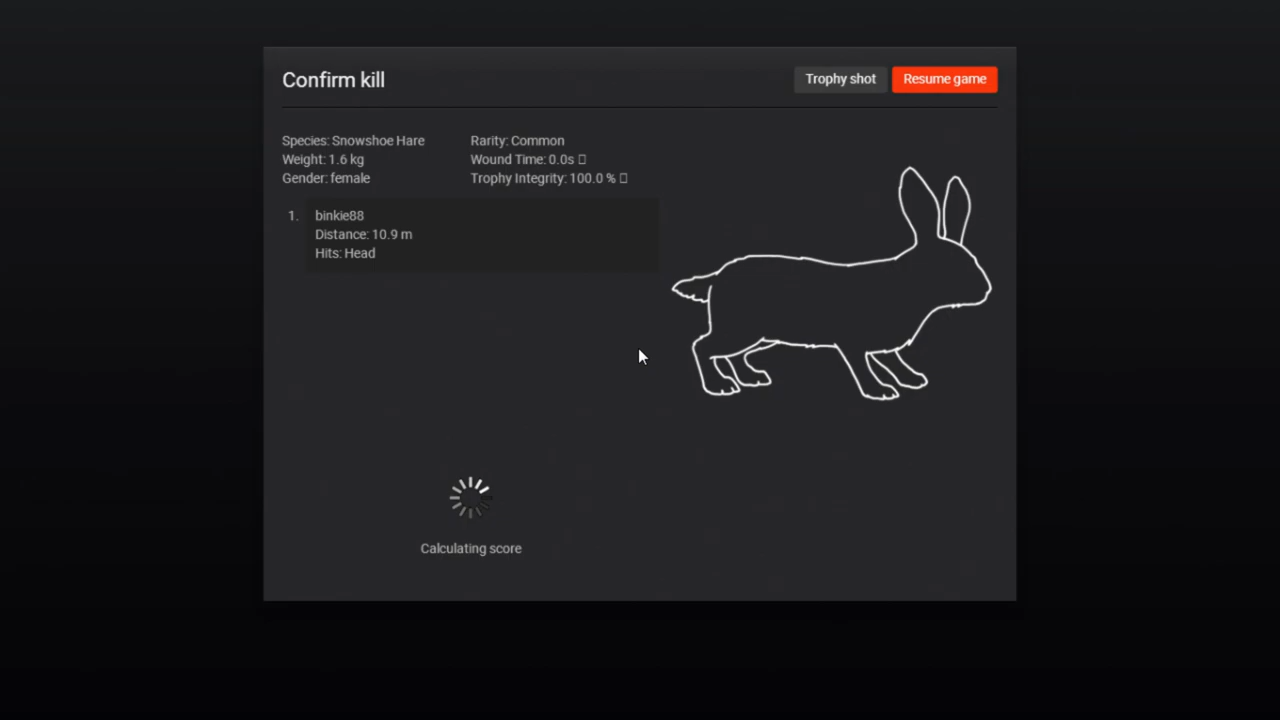 Confirm kill
Trophy shot
Resume game
Species: Snowshoe Hare
Weight: 1.6 kg
Gender: female
Rarity: Common
Wound Time: 0.0s
Trophy Integrity: 100.0 %
1. binkie88
Distance: 10.9 m
Hits: Head
Calculating score